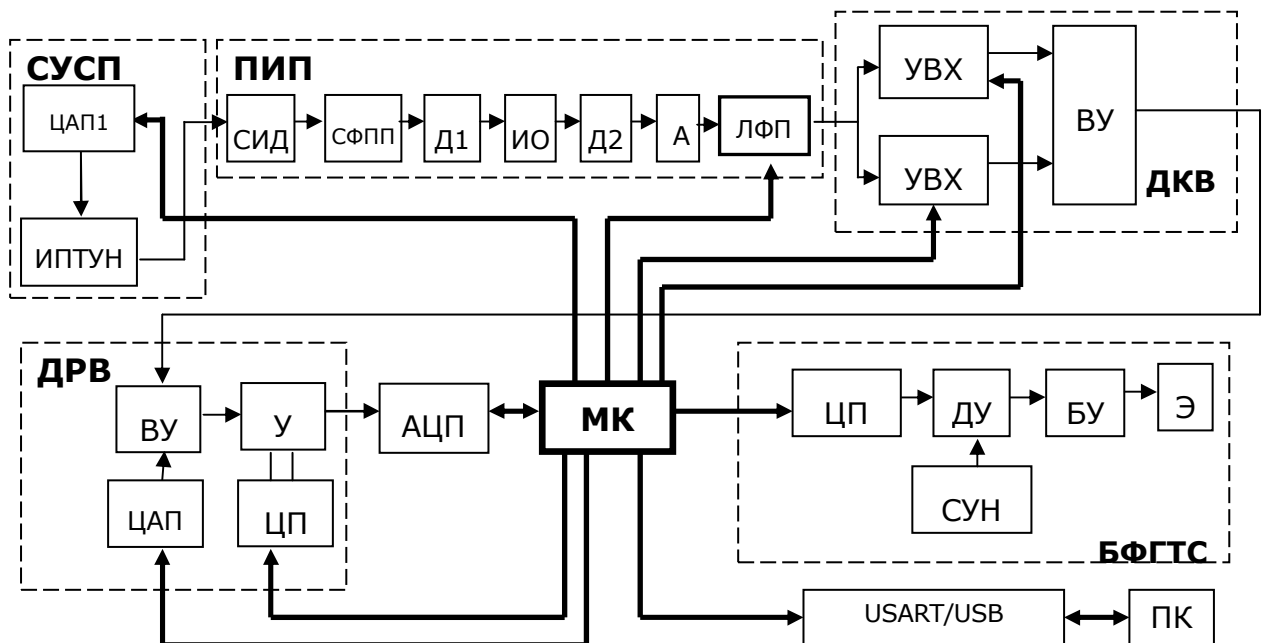 СУСП
ЦАП1
ИПТУН
ПИП
СИД
СФПП
Д1
ИО
Д2
А
ЛФП
УВХ
УВХ
ВУ
ДКВ
ДРВ
ВУ
У
ЦАП
ЦП
АЦП
МК
ЦП
ДУ
БУ
Э
СУН
БФГТС
USART/USB
ПК